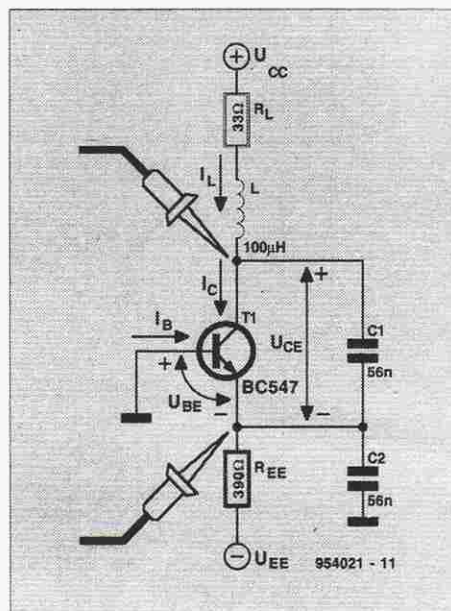 + U CC
33Ω R L
I L L
100μH
I C
T1
I B
+ U CE + C1
56n
BC547
U BE
− −
C2
56n
390Ω R EE
− U EE 954021 - 11